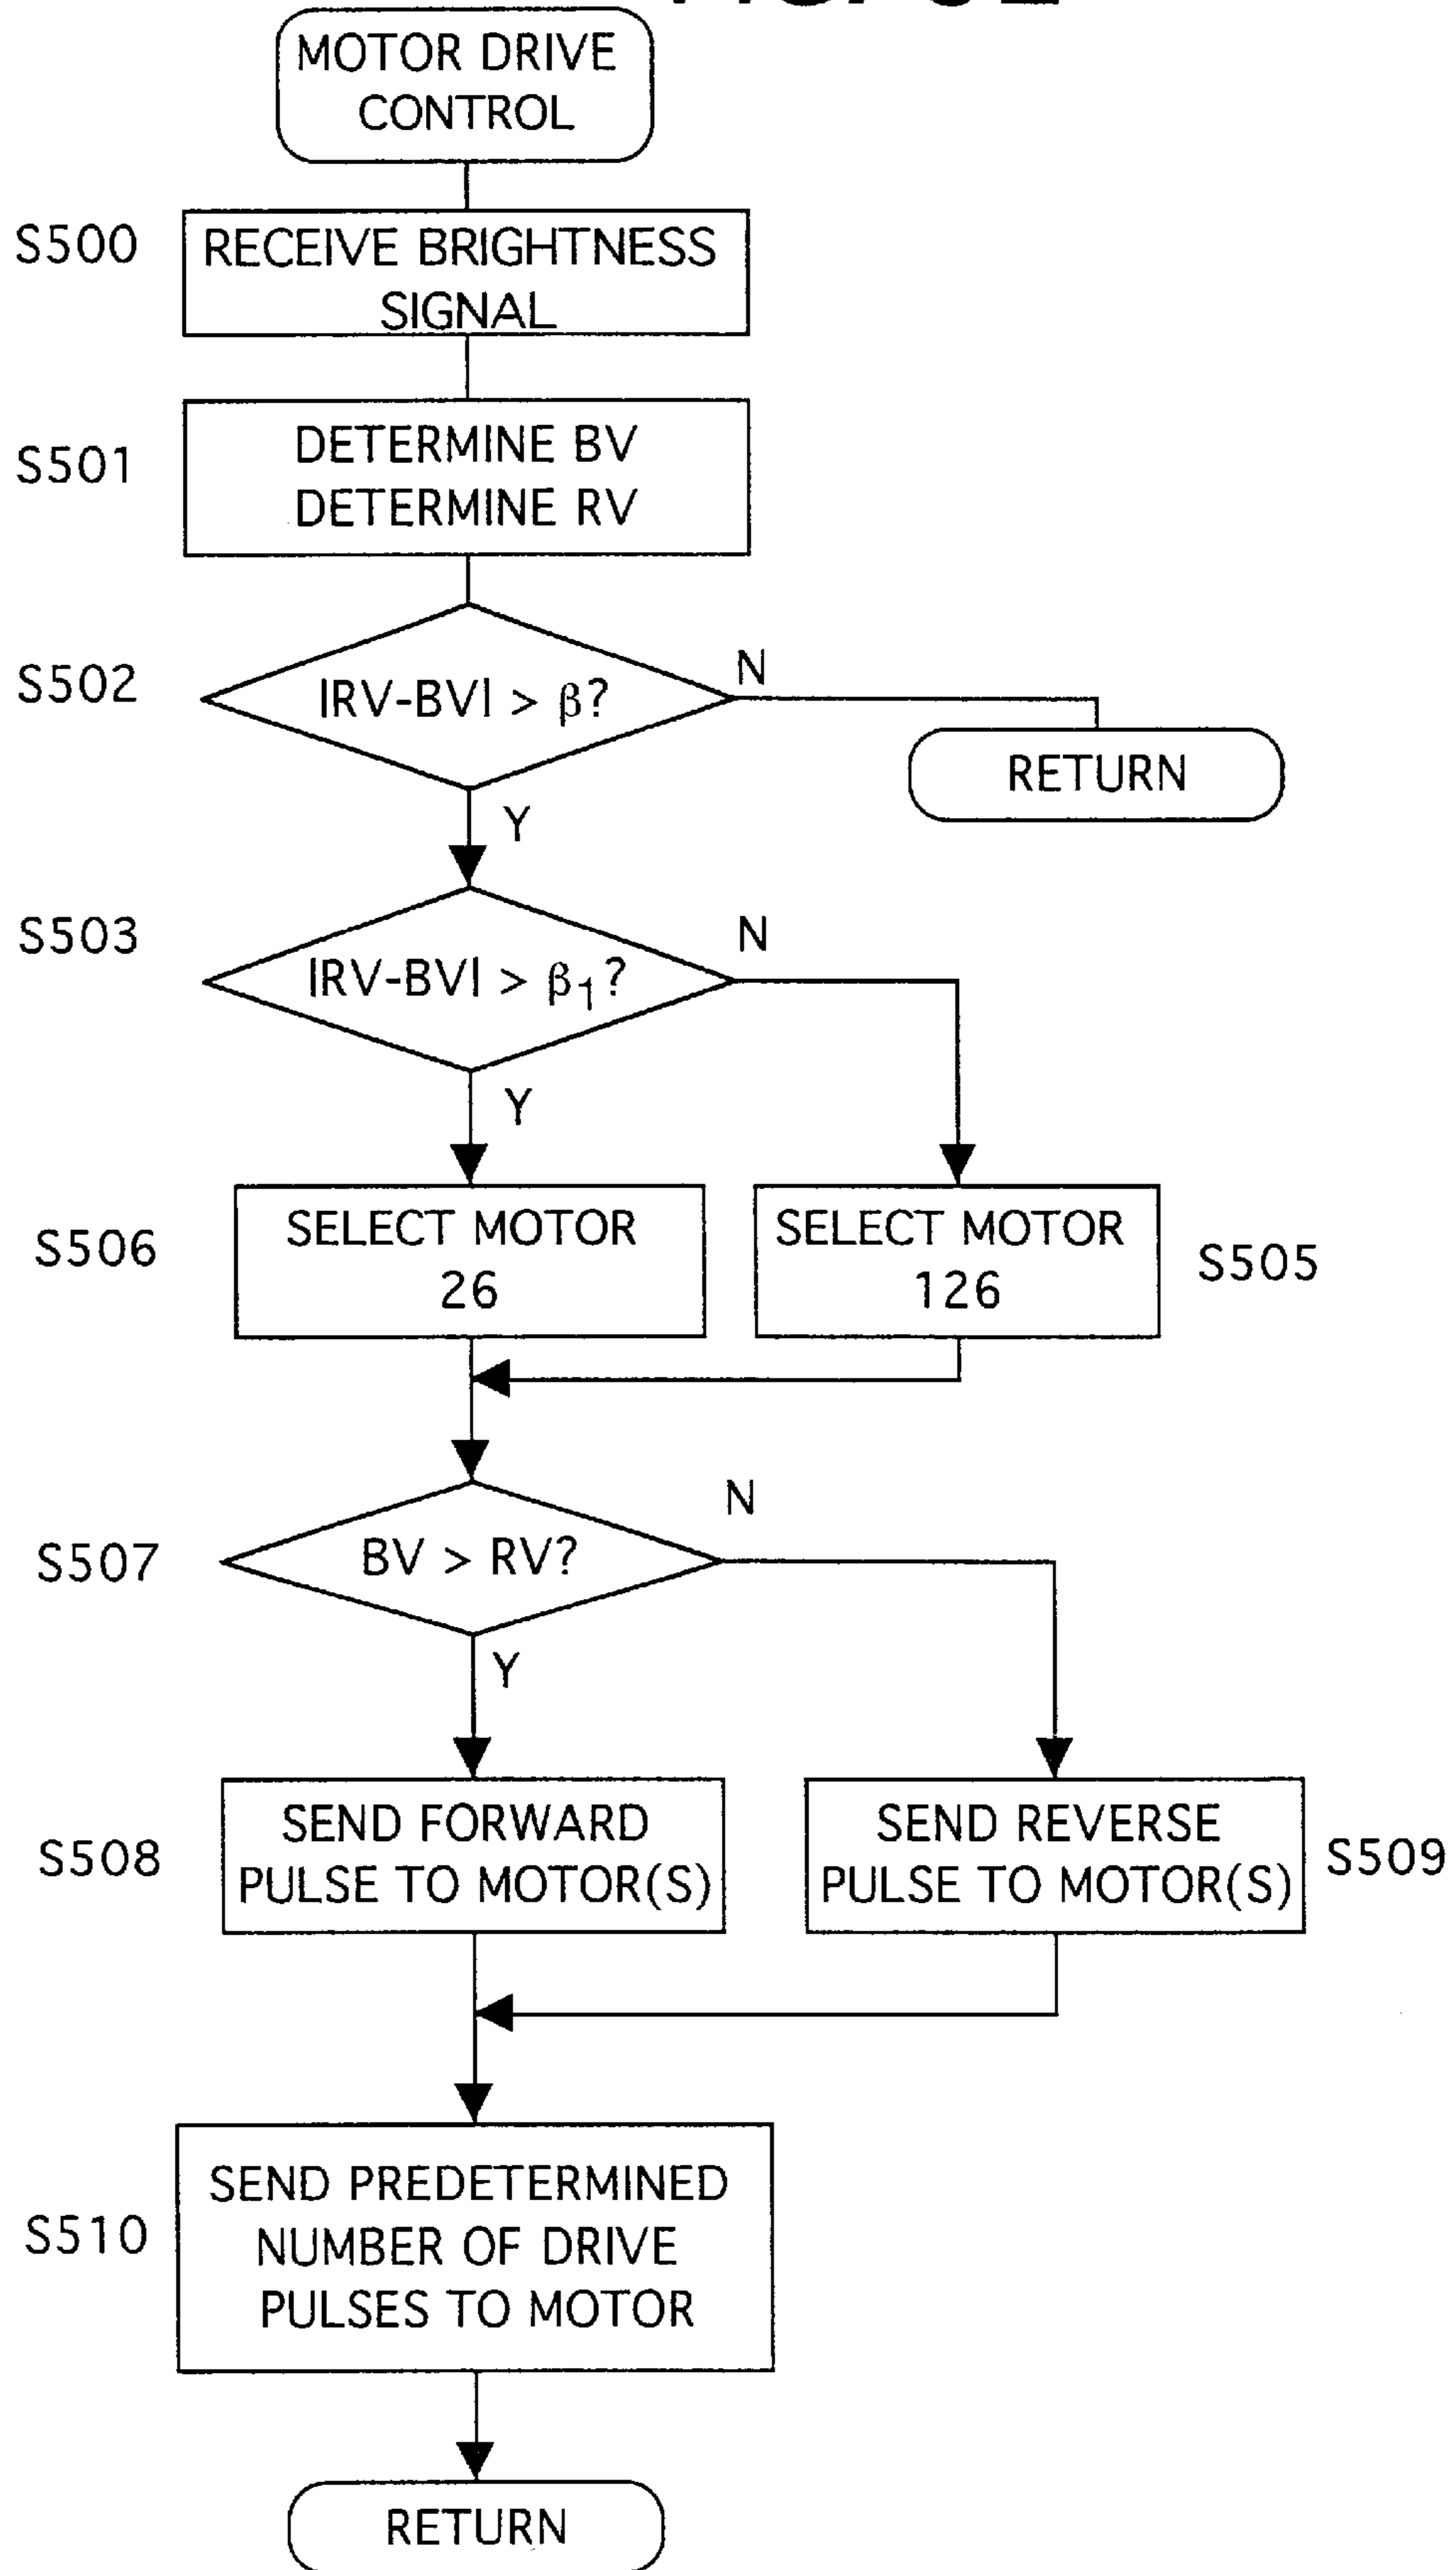 MOTOR DRIVE
CONTROL
S500
RECEIVE BRIGHTNESS
SIGNAL
S501
DETERMINE BV
DETERMINE RV
S502
|RV-BV| > β?
N
RETURN
Y
S503
|RV-BV| > β₁?
N
Y
S506
SELECT MOTOR
26
SELECT MOTOR
126
S505
S507
BV > RV?
N
Y
S508
SEND FORWARD
PULSE TO MOTOR(S)
SEND REVERSE
PULSE TO MOTOR(S)
S509
S510
SEND PREDETERMINED
NUMBER OF DRIVE
PULSES TO MOTOR
RETURN